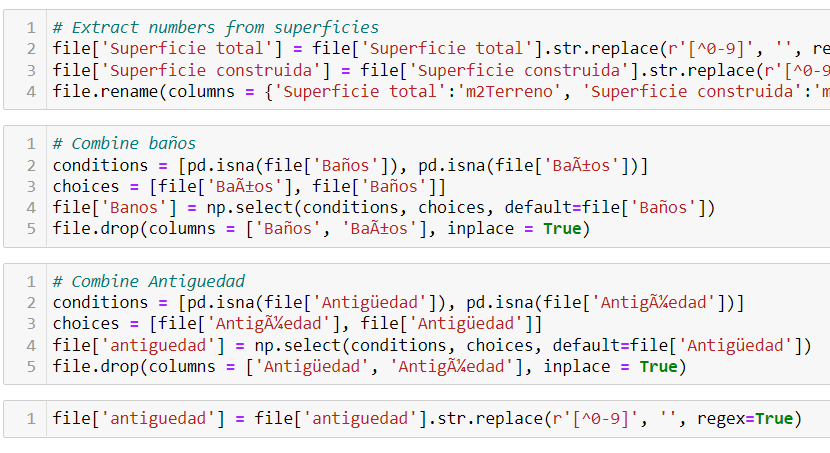 1 # Extract numbers from superficies
2 file['Superficie total'] = file['Superficie total'].str.replace(r'[^0-9]', '', re
3 file['Superficie construida'] = file['Superficie construida'].str.replace(r'[^0-9
4 file.rename(columns = {'Superficie total':'m2Terreno', 'Superficie construida':'m
1 # Combine baños
2 conditions = [pd.isna(file['Baños']), pd.isna(file['BaÃ±os'])]
3 choices = [file['BaÃ±os'], file['Baños']]
4 file['Banos'] = np.select(conditions, choices, default=file['Baños'])
5 file.drop(columns = ['Baños', 'BaÃ±os'], inplace = True)
1 # Combine Antiguedad
2 conditions = [pd.isna(file['Antigüedad']), pd.isna(file['AntigÃ¼edad'])]
3 choices = [file['AntigÃ¼edad'], file['Antigüedad']]
4 file['antiguedad'] = np.select(conditions, choices, default=file['Antigüedad'])
5 file.drop(columns = ['Antigüedad', 'AntigÃ¼edad'], inplace = True)
1 file['antiguedad'] = file['antiguedad'].str.replace(r'[^0-9]', '', regex=True)